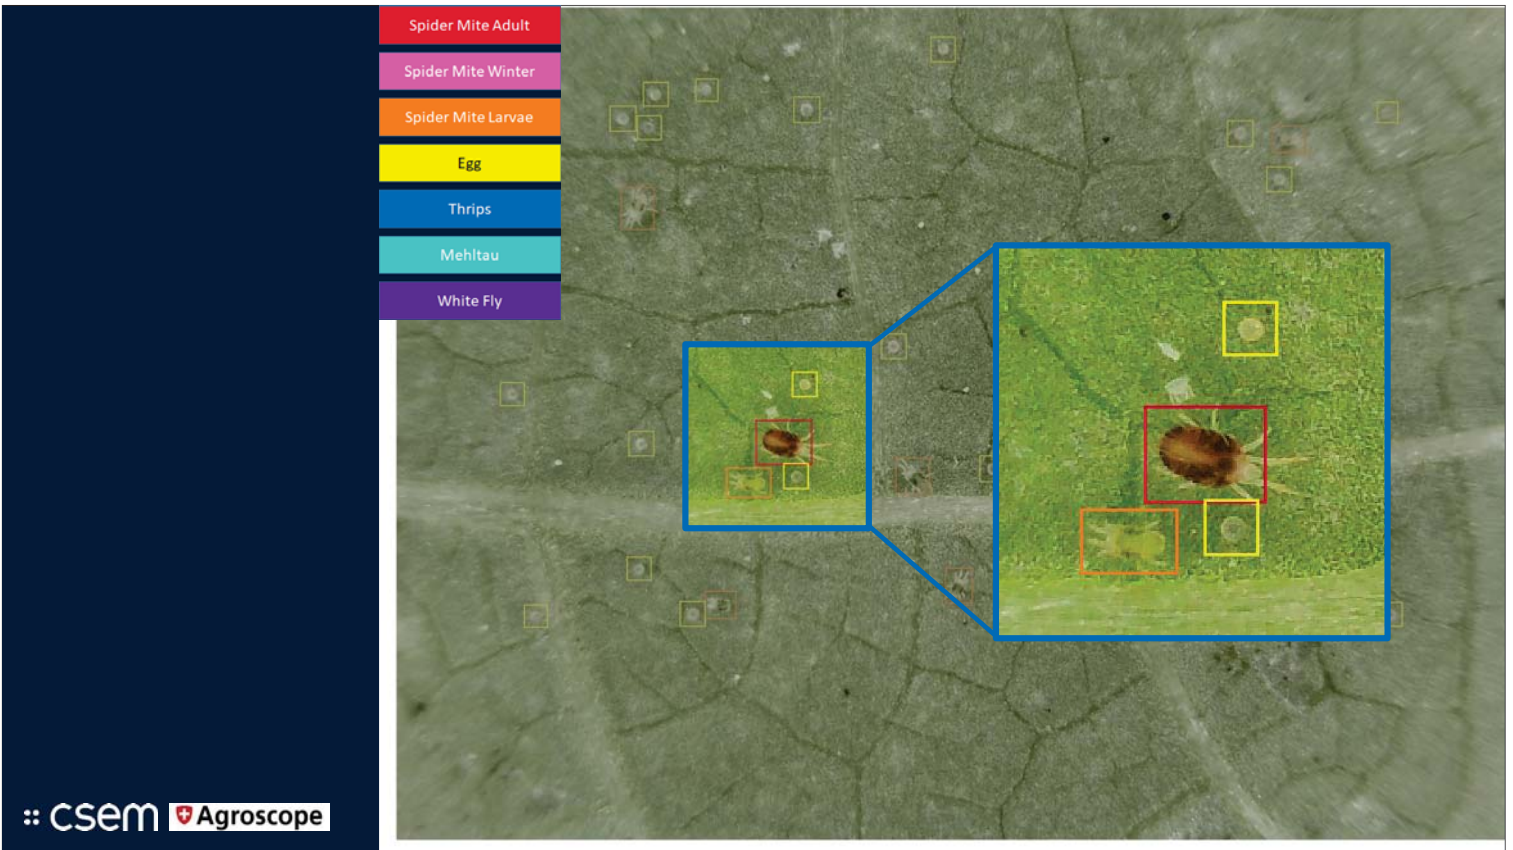 Spider Mite Adult
Spider Mite Winter
Spider Mite Larvae
Egg
Thrips
Mehltau
White Fly
:: csem
Agroscope